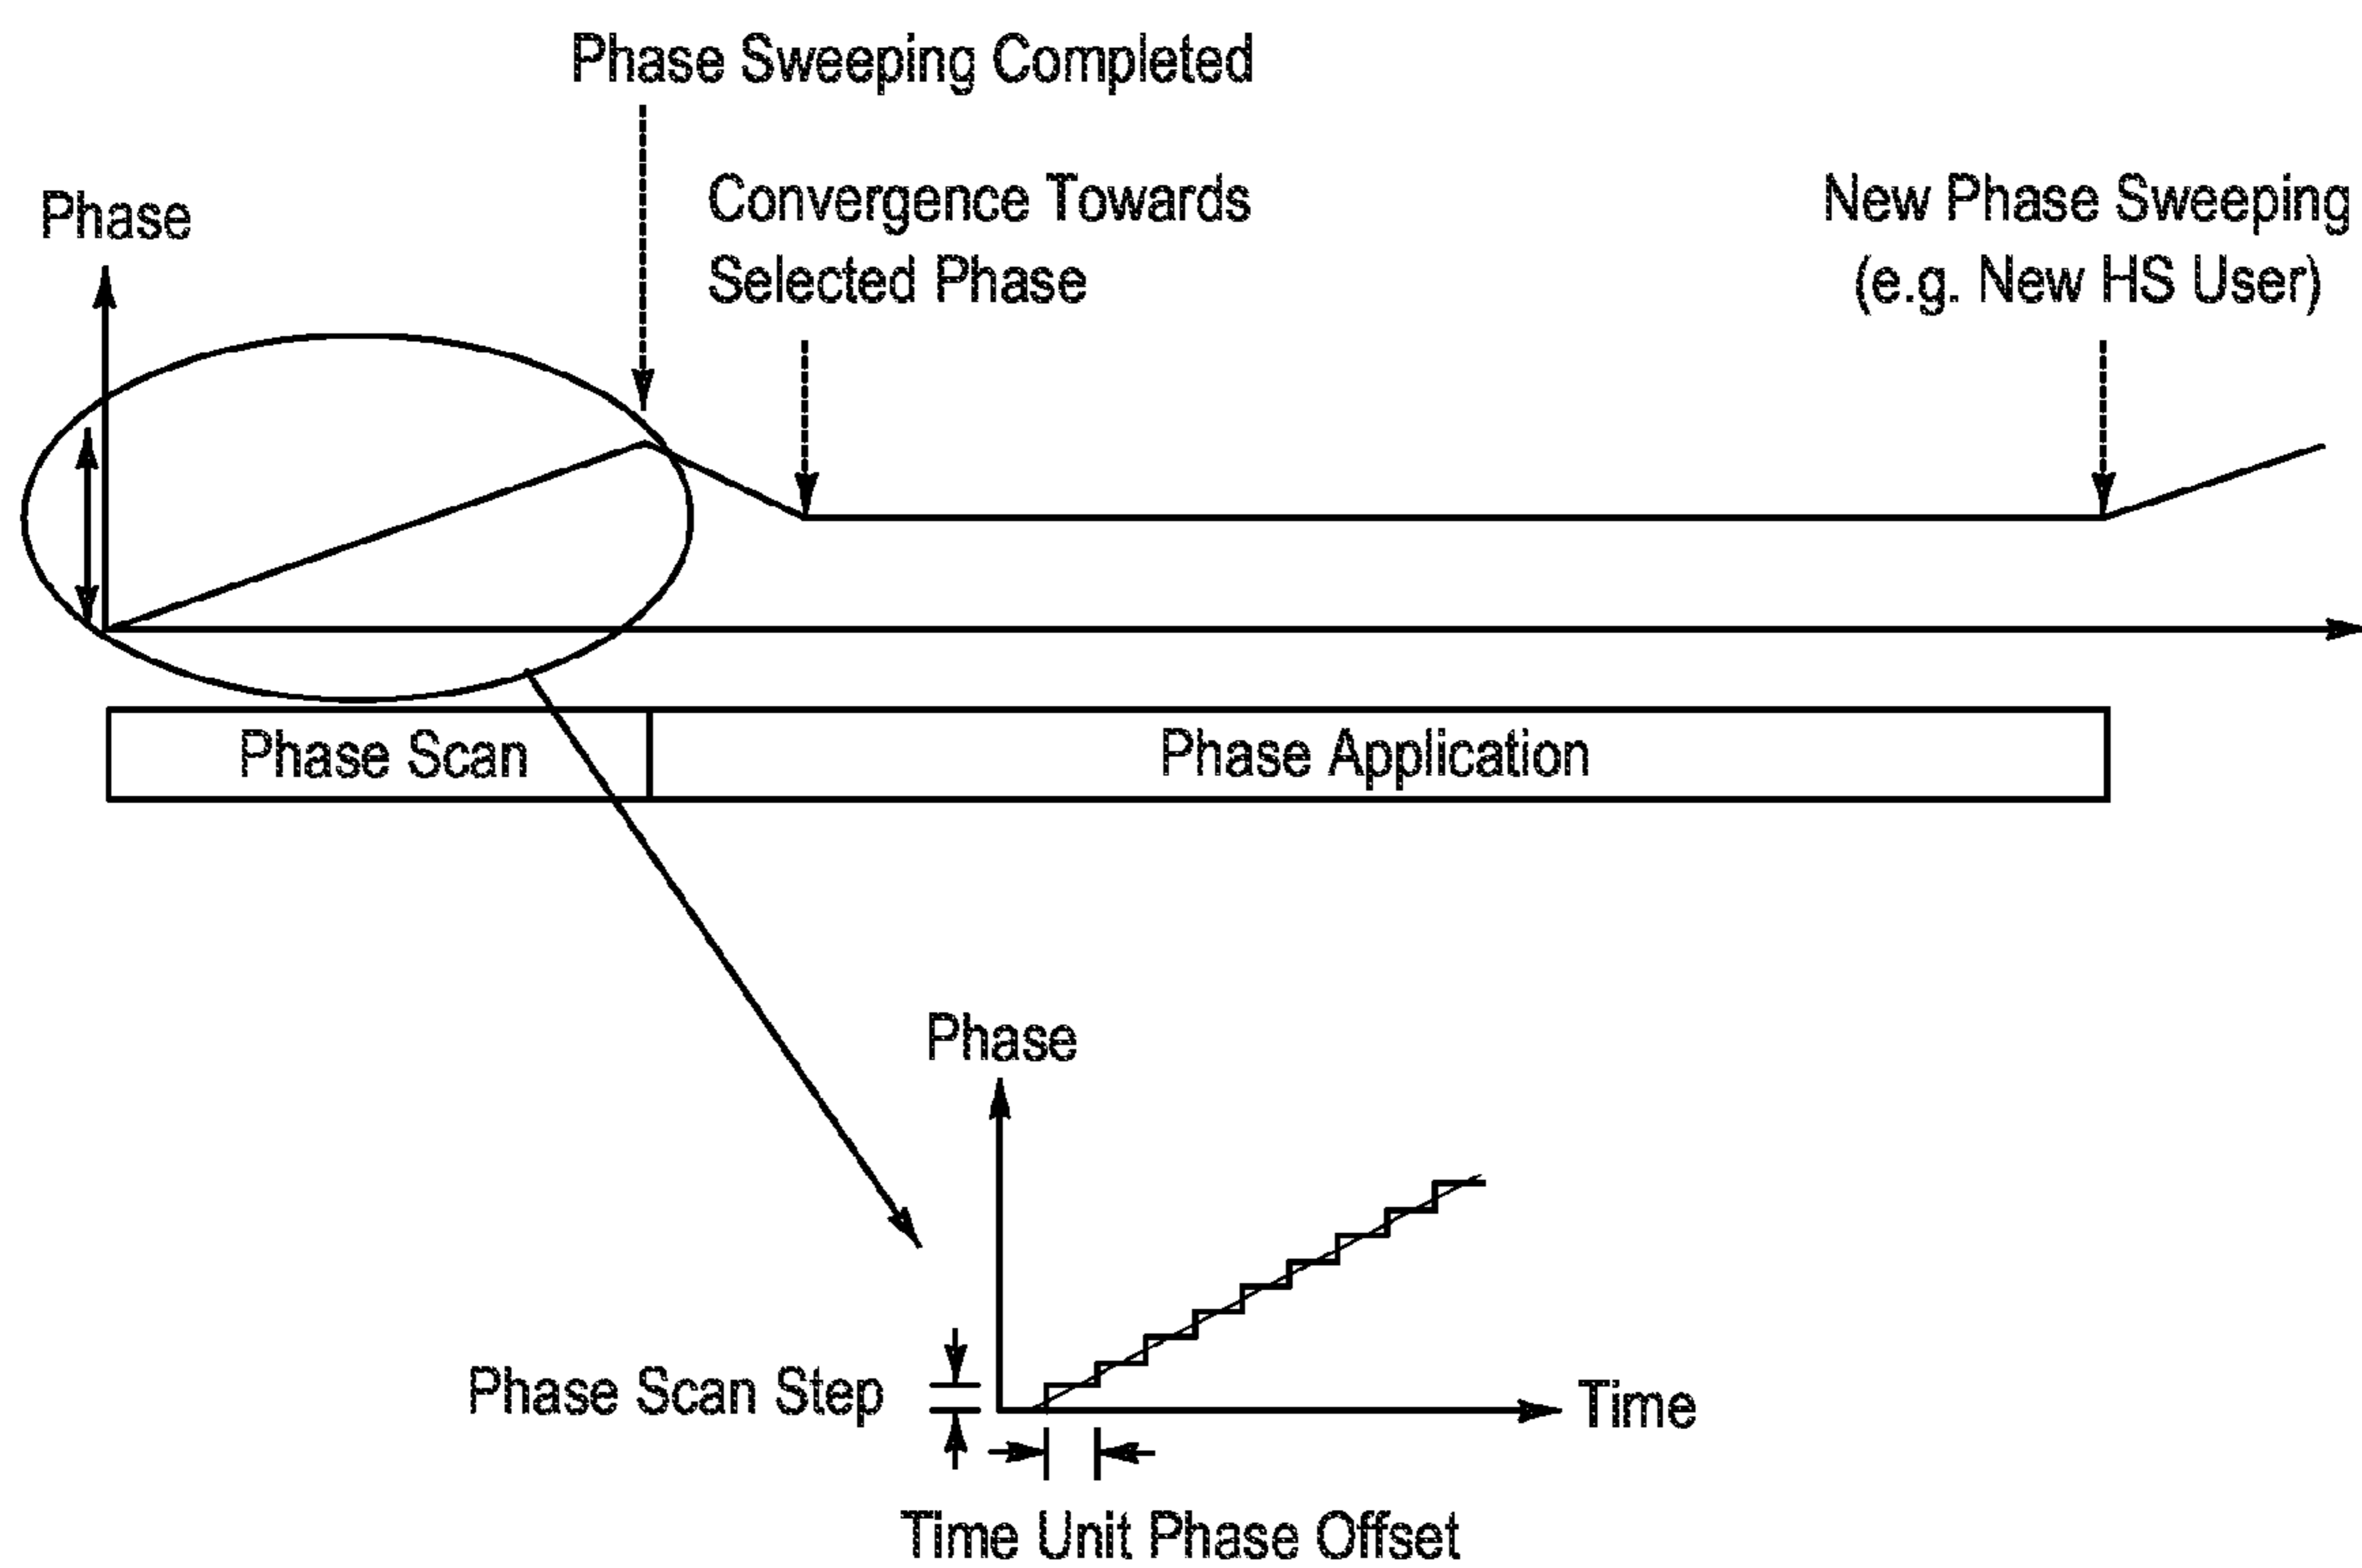 Phase Sweeping Completed
Phase
Convergence Towards
Selected Phase
New Phase Sweeping
(e.g. New HS User)
Phase Scan
Phase Application
Phase
Phase Scan Step
Time
Time Unit Phase Offset